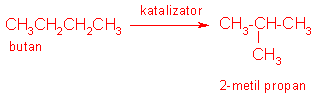 katalizator
CH₃CH₂CH₂CH₃
butan
CH₃-CH-CH₃
CH₃
2-metil propan